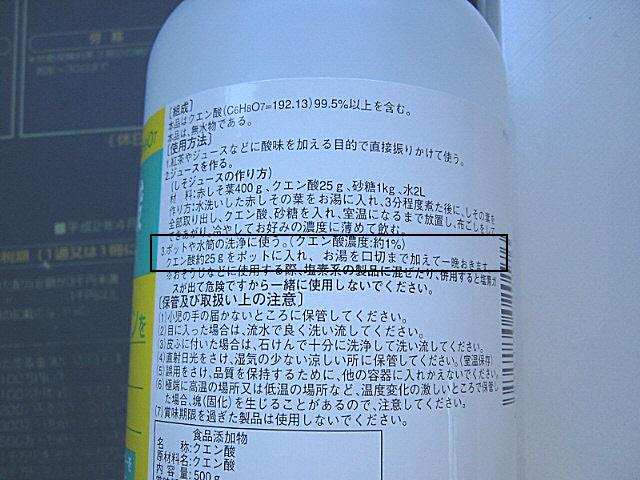 [組成]
本品はクエン酸(C6H8O7=192.13)99.5%以上を含む。
本品は、無水物である。
[使用方法]
1.紅茶やジュースなどに酸味を加える目的で直接振りかけて使う。
2.ジュースを作る。
(しそジュースの作り方)
材 料:赤しそ葉400g、クエン酸25g、砂糖1kg、水2L
作り方:水洗いした赤しその葉をお湯に入れ、3分程度煮た後に、しその葉を
全部取り出し、クエン酸、砂糖を入れ、室温になるまで放置し、布ごしをして
できあがり、冷やしてお好みの濃度に薄めて飲む。
3.ポットや水筒の洗浄に使う。(クエン酸濃度:約1%)
クエン酸約25gをポットに入れ、お湯を口切まで加えて一晩おきます。
※おそうじなどに使用する際、塩素系の製品に混ぜたり、併用すると塩素ガ
スが出て危険ですから一緒に使用しないでください。
[保管及び取扱い上の注意]
(1)小児の手の届かないところに保管してください。
(2)目に入った場合は、流水で良く洗い流してください。
(3)皮ふに付いた場合は、石けんで十分に洗浄して洗い流してください。
(4)直射日光をさけ、湿気の少ない涼しい所に保管してください。(室温保存)
(5)誤用をさけ、品質を保持するために、他の容器に入れかえないでください。
(6)極端に高温の場所又は低温の場所など、温度変化の激しいところで保管し
た場合、塊(固化)を生じることがあるので、注意してください。
(7)賞味期限を過ぎた製品は使用しないでください。
食品添加物
名 称:クエン酸
原材料名:クエン酸
内 容 量:500g